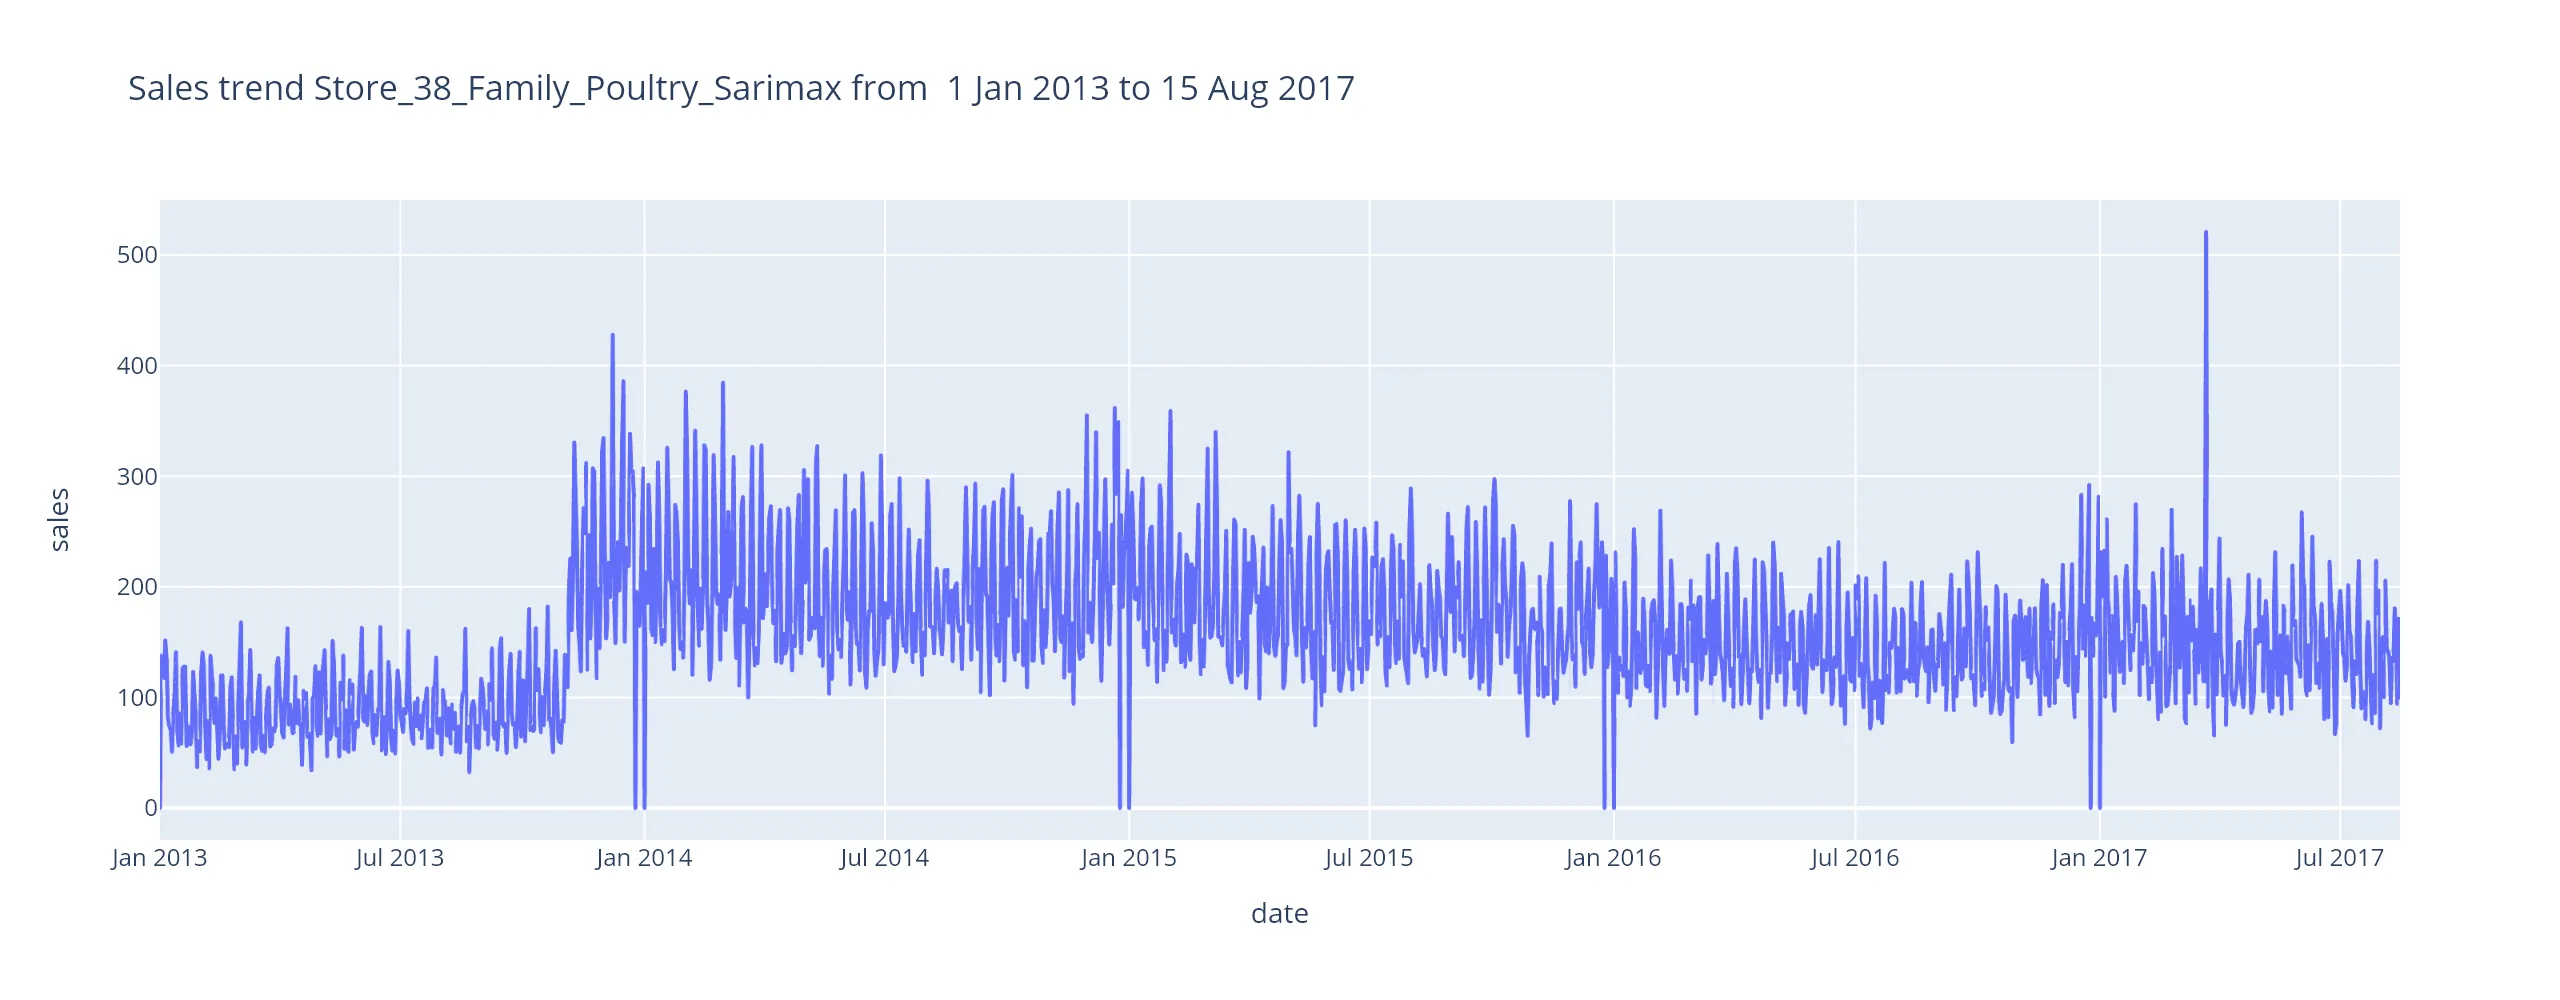 Sales trend Store_38_Family_Poultry_Sarimax from  1 Jan 2013 to 15 Aug 2017
500
400
300
200
100
0
sales
Jan 2013 Jul 2013 Jan 2014 Jul 2014 Jan 2015 Jul 2015 Jan 2016 Jul 2016 Jan 2017 Jul 2017
date